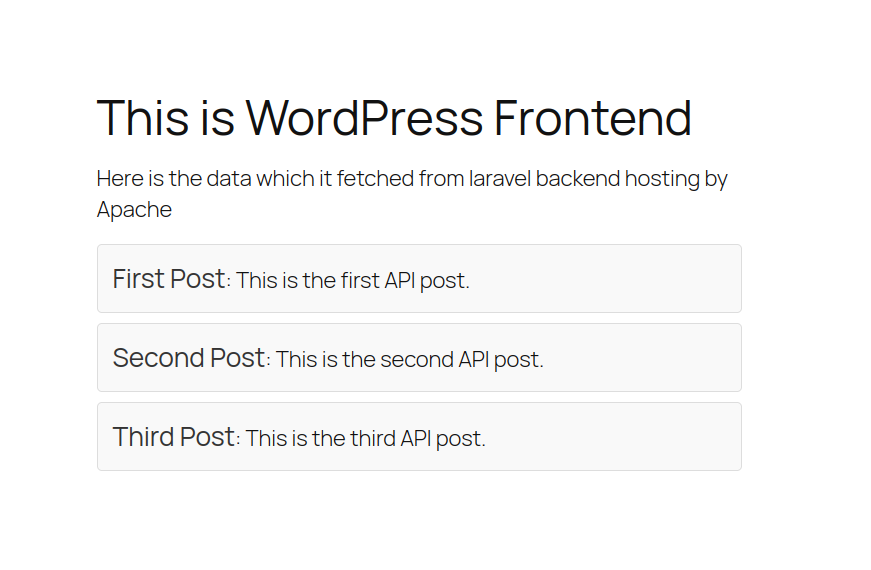 This is WordPress Frontend
Here is the data which it fetched from laravel backend hosting by
Apache
First Post: This is the first API post.
Second Post: This is the second API post.
Third Post: This is the third API post.